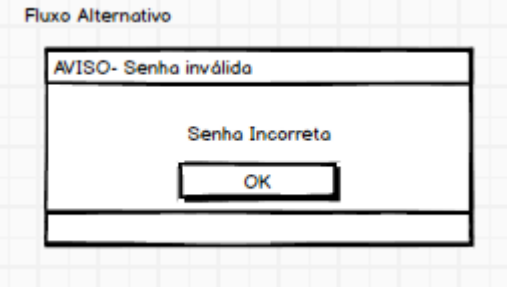 Fluxo Alternativo
AVISO- Senha inválida
Senha Incorreta
OK